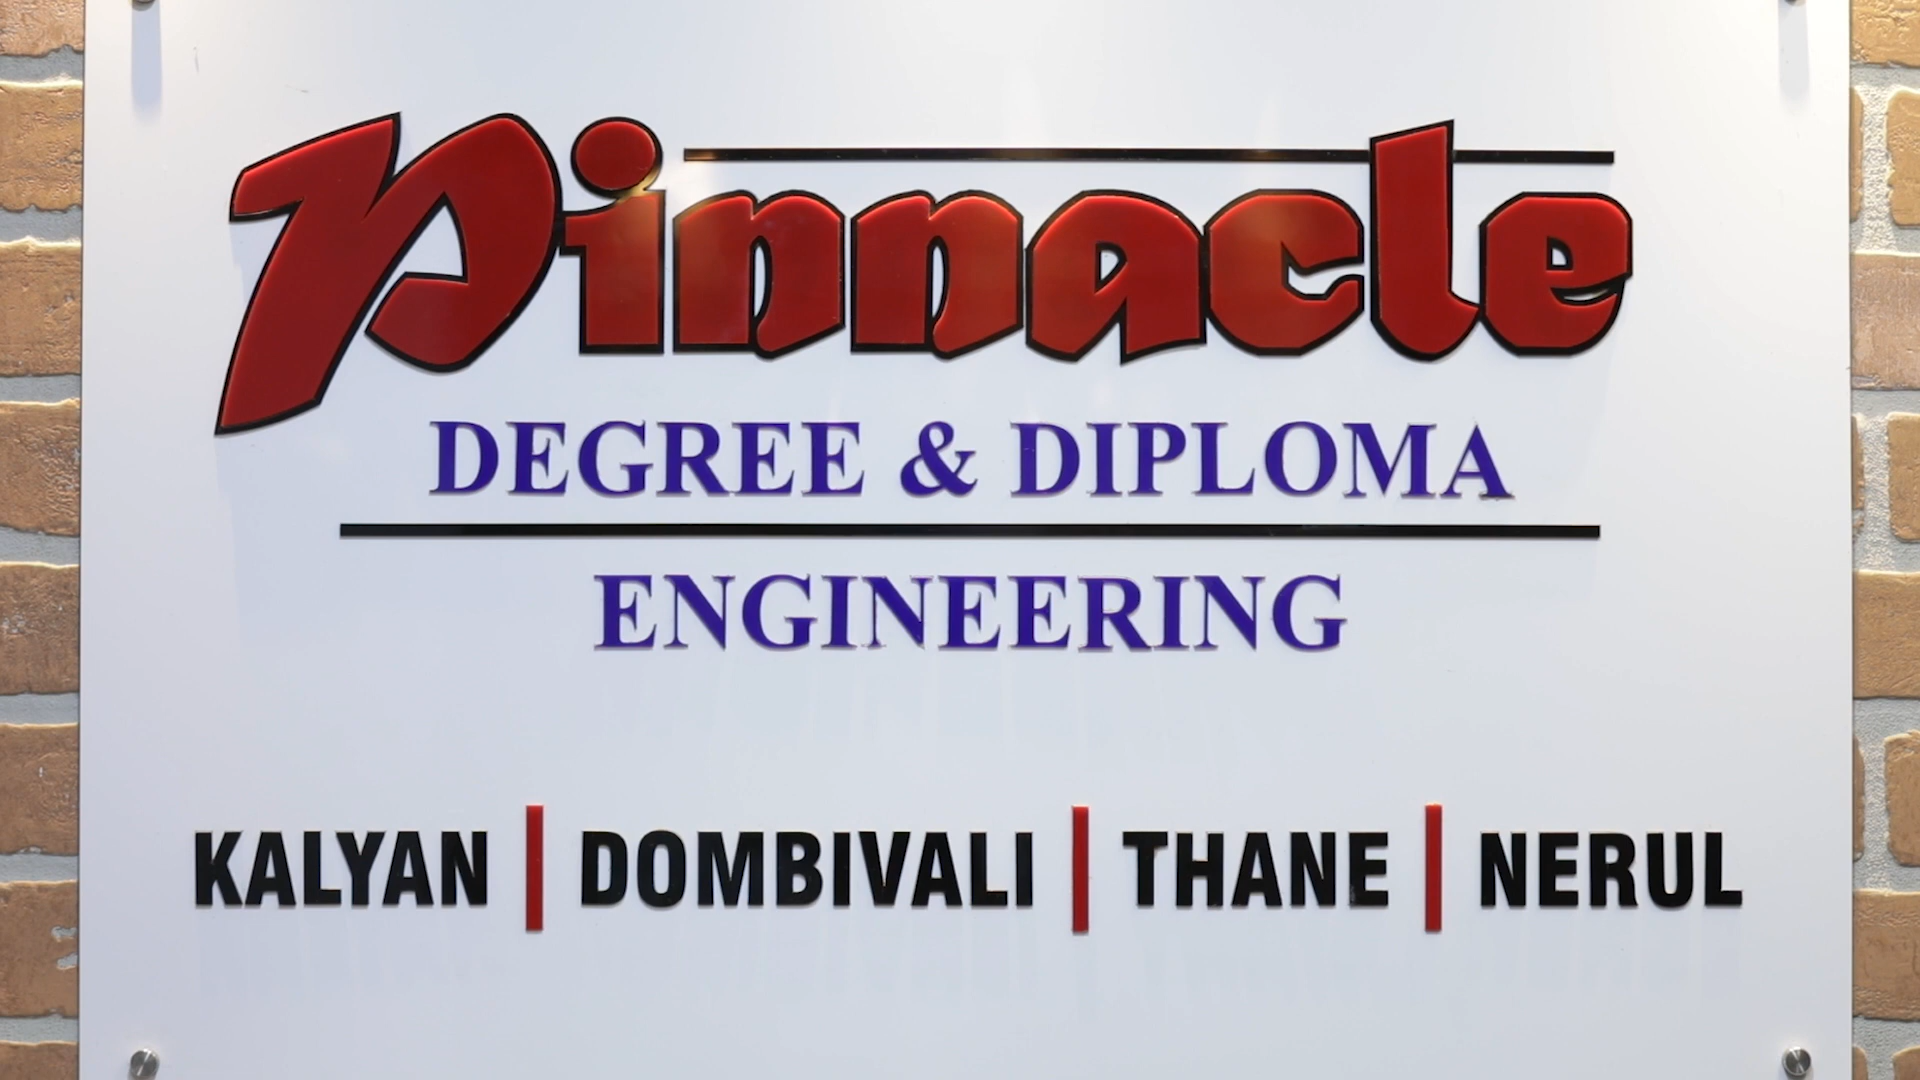 Pinnacle
DEGREE & DIPLOMA
ENGINEERING
KALYAN | DOMBIVALI | THANE | NERUL